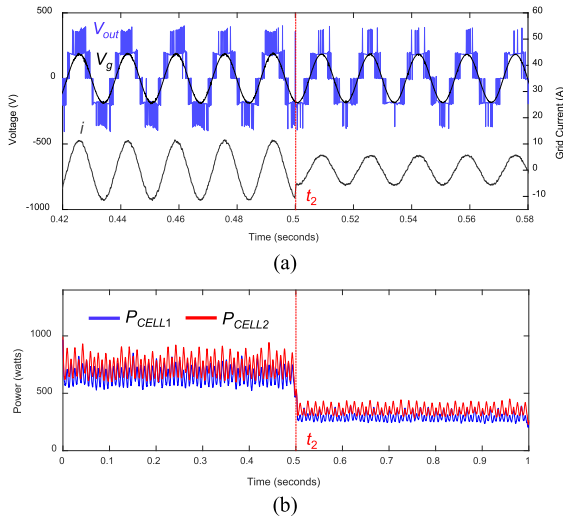 500
0
-500
-1000
Voltage (V)
V_out
V_g
i
60
50
40
30
20
10
0
-10
Grid Current (A)
t_2
0.42 0.44 0.46 0.48 0.5 0.52 0.54 0.56 0.58
Time (seconds)
(a)
1000
500
0
Power (watts)
P_CELL1 P_CELL2
t_2
0 0.1 0.2 0.3 0.4 0.5 0.6 0.7 0.8 0.9 1
Time (seconds)
(b)